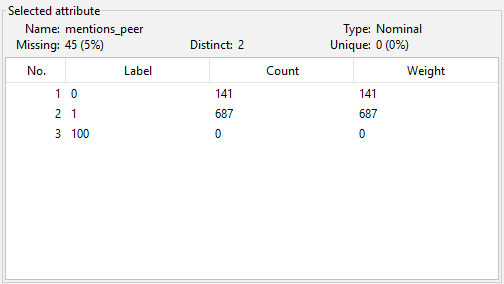 Selected attribute
Name: mentions_peer Type: Nominal
Missing: 45 (5%) Distinct: 2 Unique: 0 (0%)
No. Label Count Weight
1 0 141 141
2 1 687 687
3 100 0 0